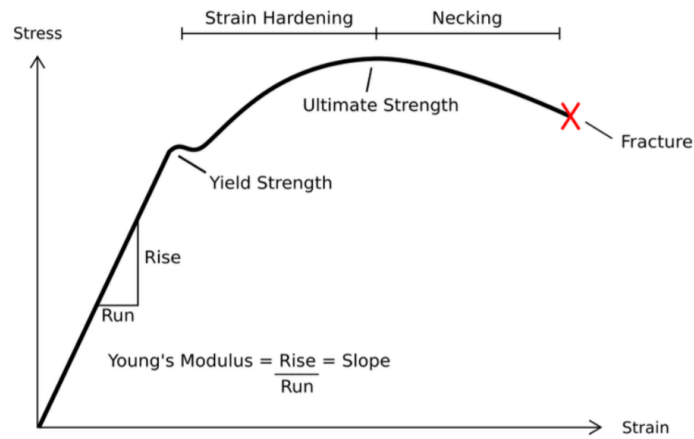 Strain Hardening
Necking
Stress
Ultimate Strength
Fracture
Yield Strength
Rise
Run
Young's Modulus = Rise = Slope
Run
Strain